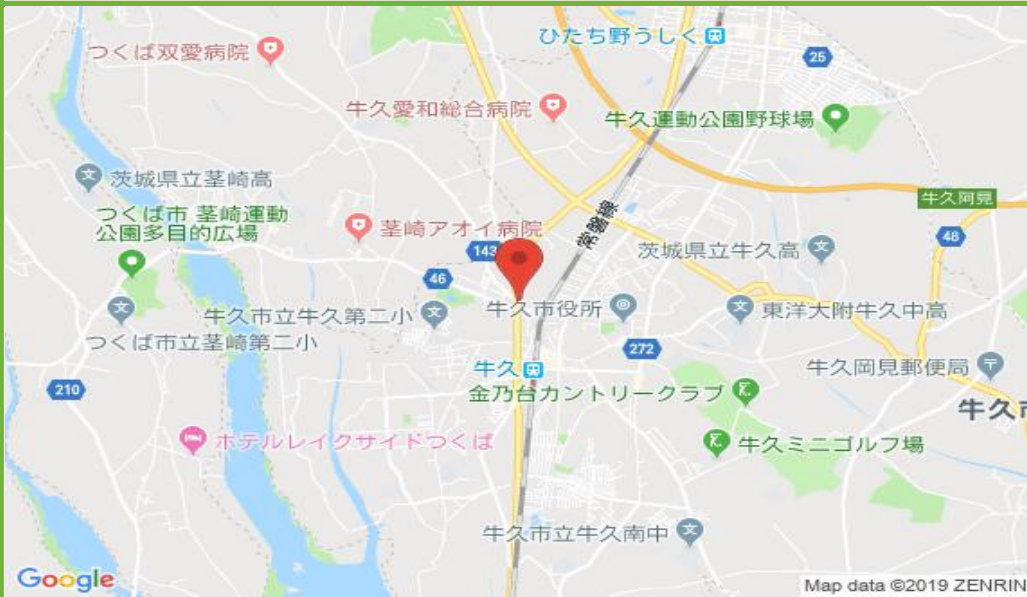 ひたち野うしく
つくば双愛病院
25
牛久愛和総合病院
牛久運動公園野球場
茨城県立茎崎高
牛久阿見
つくば市 茎崎運動
公園多目的広場
茎崎アオイ病院
常磐線
143
茨城県立牛久高
48
46
牛久市立牛久第二小
牛久市役所
東洋大附牛久中高
つくば市立茎崎第二小
272
牛久
牛久岡見郵便局
210
金乃台カントリークラブ
牛久市
ホテルレイクサイドつくば
牛久ミニゴルフ場
牛久市立牛久南中
Google
Map data ©2019 ZENRIN